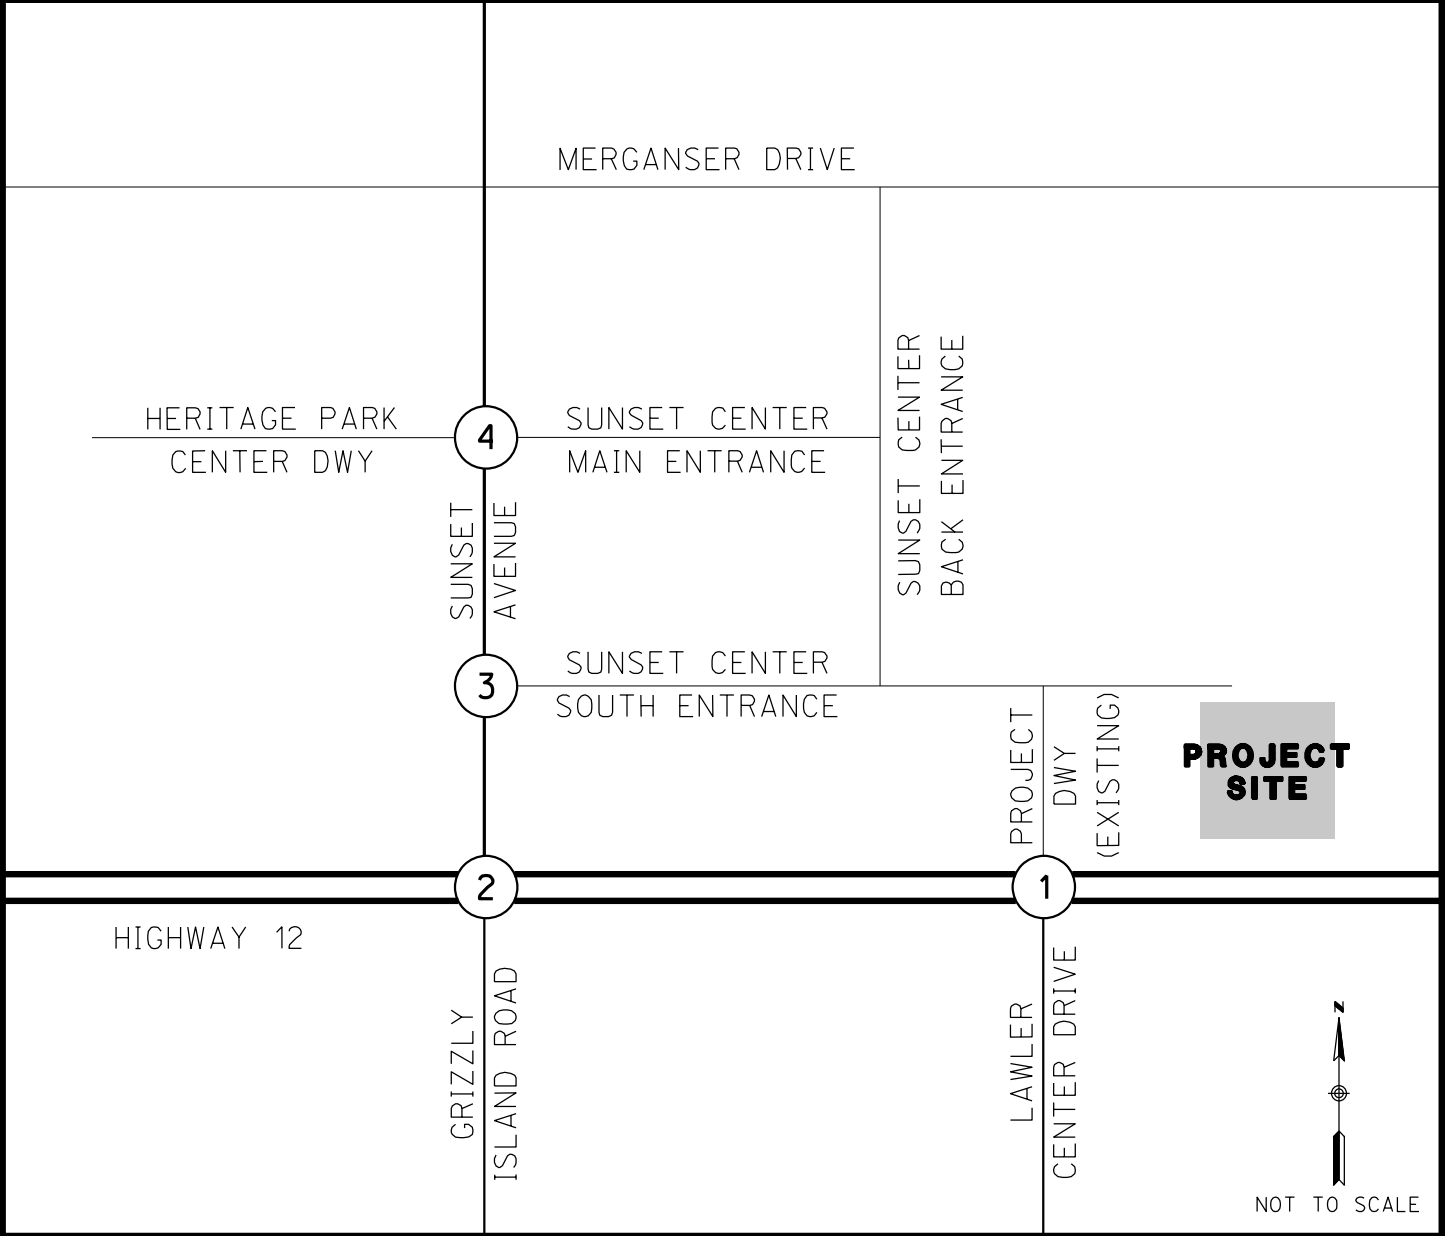 MERGANSER DRIVE
HERITAGE PARK
CENTER DWY
4
SUNSET CENTER
MAIN ENTRANCE
SUNSET CENTER
BACK ENTRANCE
SUNSET
AVENUE
3
SUNSET CENTER
SOUTH ENTRANCE
PROJECT
DWY
(EXISTING)
PROJECT
SITE
2
1
HIGHWAY 12
GRIZZLY
ISLAND ROAD
LAWLER
CENTER DRIVE
N
NOT TO SCALE